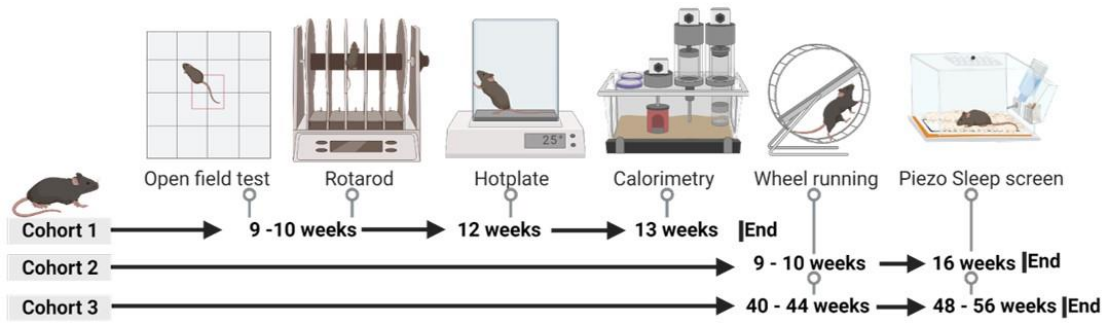 25°
Open field test Rotarod Hotplate Calorimetry Wheel running Piezo Sleep screen
Cohort 1 9 -10 weeks 12 weeks 13 weeks End
Cohort 2 9 - 10 weeks 16 weeks End
Cohort 3 40 - 44 weeks 48 - 56 weeks End